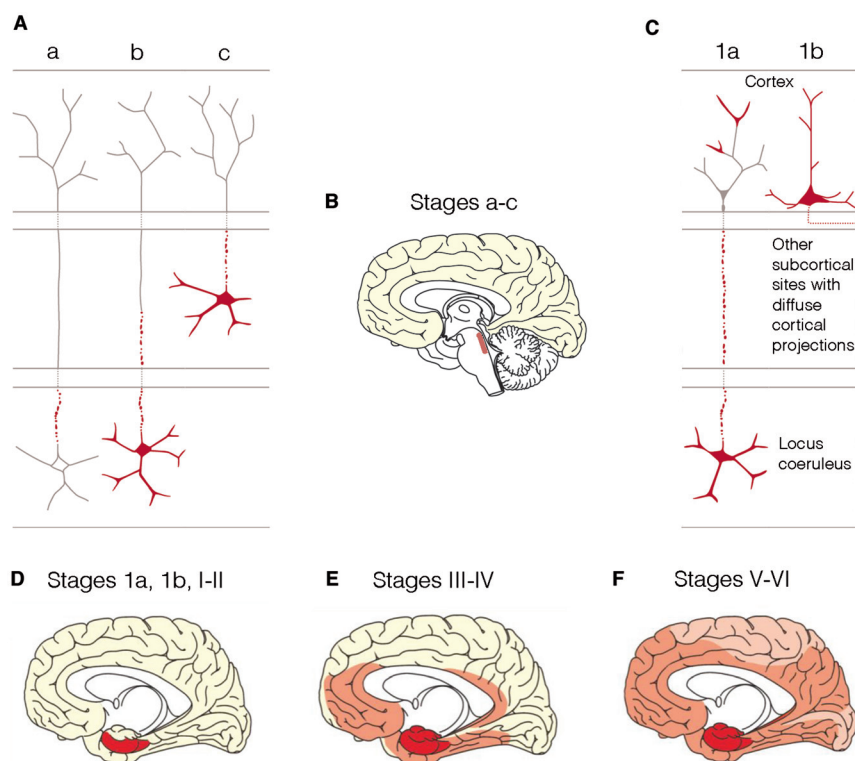 A
a b c
B Stages a-c
C
1a 1b
Cortex
Other
subcortical
sites with
diffuse
cortical
projections
Locus
coeruleus
D Stages 1a, 1b, I-II
E Stages III-IV
F Stages V-VI